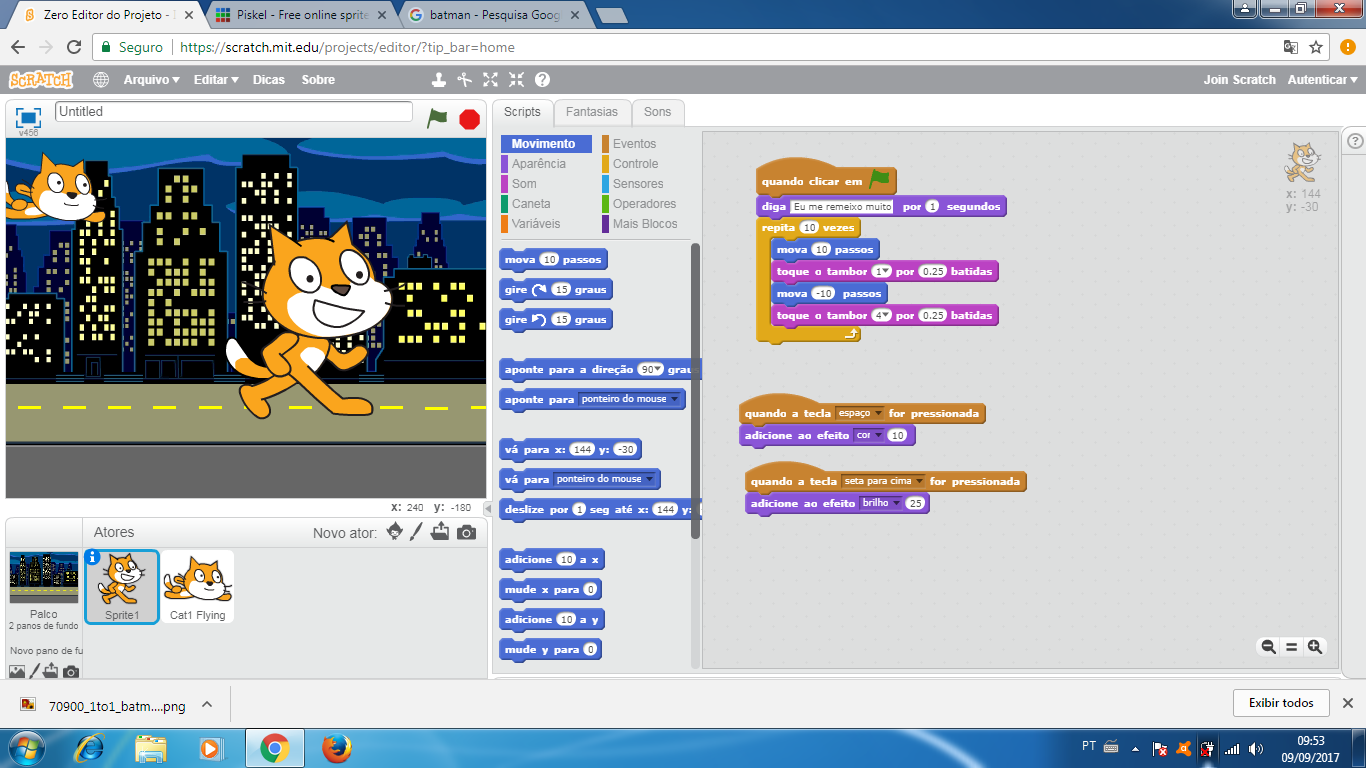 Zero Editor do Projeto - I
Piskel - Free online sprite
batman - Pesquisa Goog
Seguro https://scratch.mit.edu/projects/editor/?tip_bar=home
SCRATCH Arquivo Editar Dicas Sobre Join Scratch Autenticar
Untitled
v456
Scripts Fantasias Sons
Movimento Eventos
Aparência Controle
Som Sensores
Caneta Operadores
Variáveis Mais Blocos
mova 10 passos
gire 15 graus
gire 15 graus
aponte para a direção 90 grau
aponte para ponteiro do mouse
vá para x: 144 y: -30
vá para ponteiro do mouse
deslize por 1 seg até x: 144 y:
adicione 10 a x
mude x para 0
adicione 10 a y
mude y para 0
quando clicar em
diga Eu me remeixo muito por 1 segundos
repita 10 vezes
mova 10 passos
toque o tambor 1 por 0.25 batidas
mova -10 passos
toque o tambor 4 por 0.25 batidas
quando a tecla espaço for pressionada
adicione ao efeito cor 10
quando a tecla seta para cima for pressionada
adicione ao efeito brilho 25
x: 144
y: -30
x: 240 y: -180
Atores Novo ator:
Palco
2 panos de fundo
Novo pano de fu
Sprite1
Cat1 Flying
70900_1to1_batm....png
Exibir todos
PT
09:53
09/09/2017